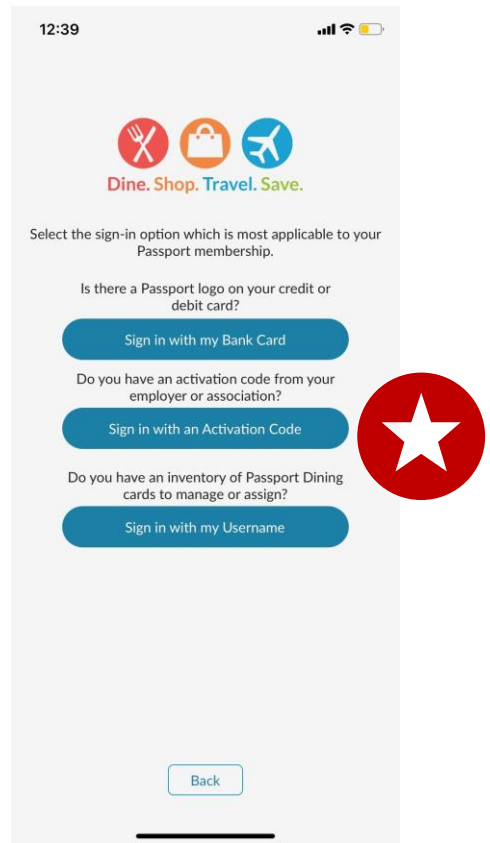 12:39
Dine. Shop. Travel. Save.
Select the sign-in option which is most applicable to your
Passport membership.
Is there a Passport logo on your credit or
debit card?
Sign in with my Bank Card
Do you have an activation code from your
employer or association?
Sign in with an Activation Code
Do you have an inventory of Passport Dining
cards to manage or assign?
Sign in with my Username
Back